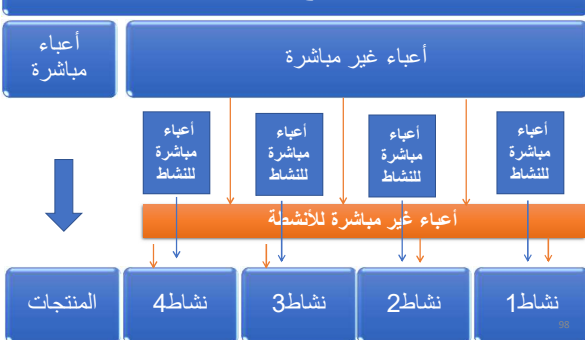 أعباء غير مباشرة
أعباء
مباشرة
أعباء
مباشرة
للنشاط
أعباء
مباشرة
للنشاط
أعباء
مباشرة
للنشاط
أعباء
مباشرة
للنشاط
أعباء غير مباشرة للأنشطة
نشاط1
نشاط2
نشاط3
نشاط4
المنتجات
98